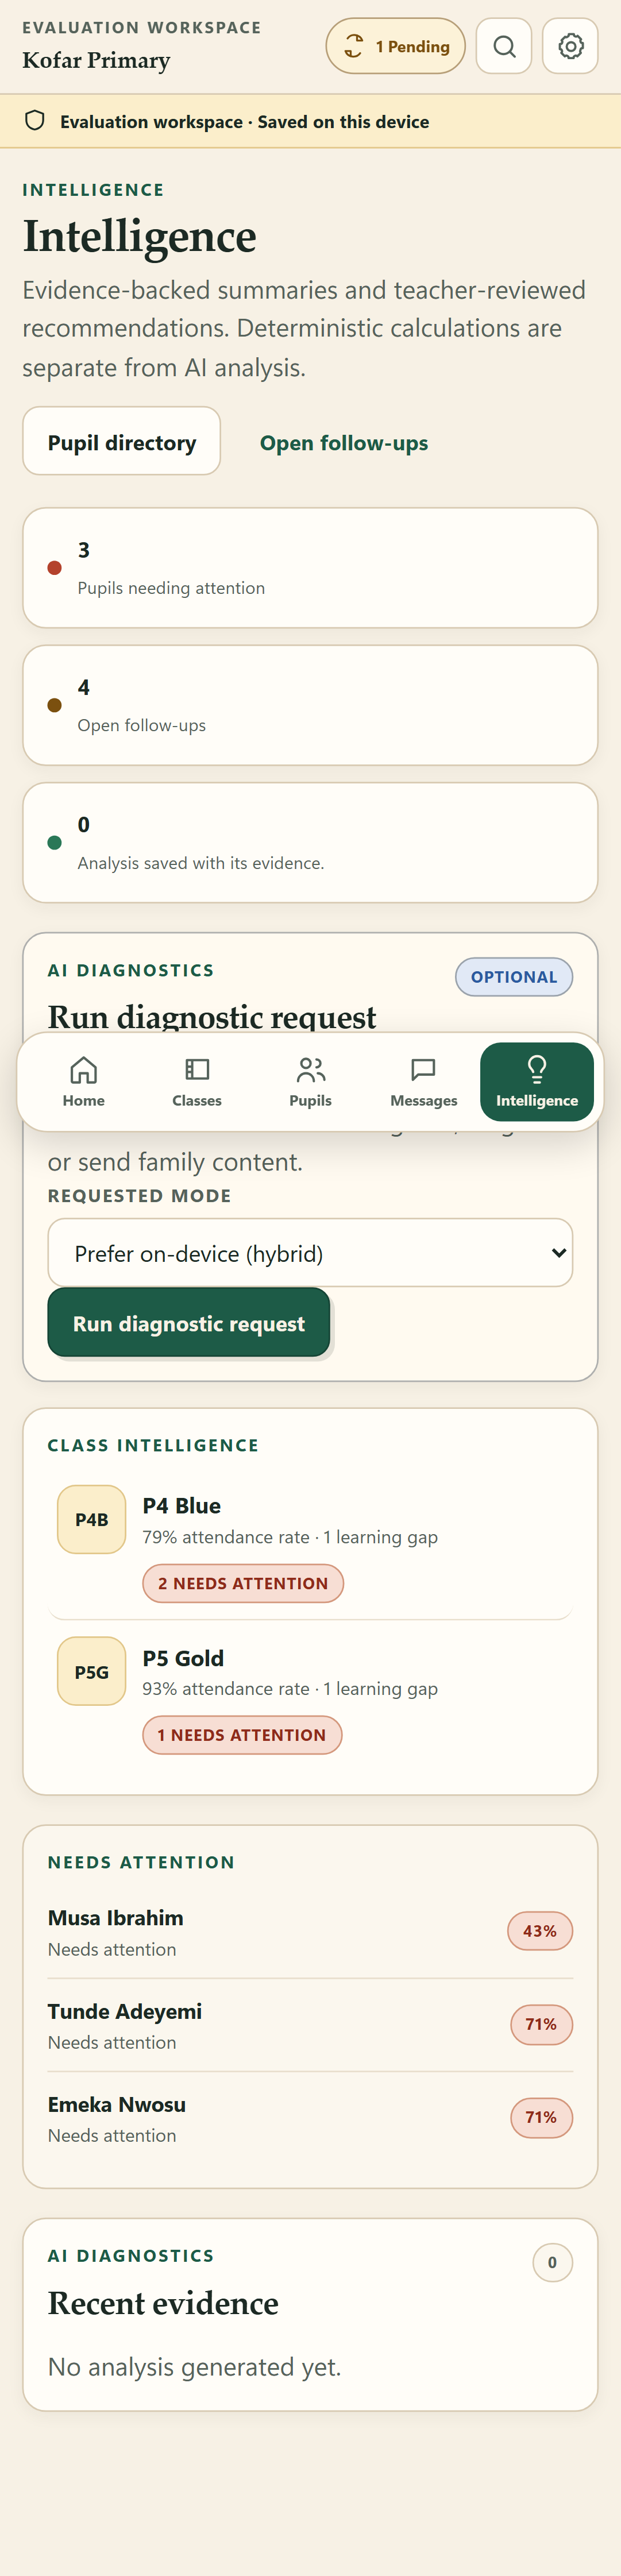 EVALUATION WORKSPACE
Kofar Primary
1 Pending
Evaluation workspace · Saved on this device
INTELLIGENCE
Intelligence
Evidence-backed summaries and teacher-reviewed
recommendations. Deterministic calculations are
separate from AI analysis.
Pupil directory
Open follow-ups
3
Pupils needing attention
4
Open follow-ups
0
Analysis saved with its evidence.
AI DIAGNOSTICS
OPTIONAL
Run diagnostic request
Home
Classes
Pupils
Messages
Intelligence
or send family content.
REQUESTED MODE
Prefer on-device (hybrid)
Run diagnostic request
CLASS INTELLIGENCE
P4B
P4 Blue
79% attendance rate · 1 learning gap
2 NEEDS ATTENTION
P5G
P5 Gold
93% attendance rate · 1 learning gap
1 NEEDS ATTENTION
NEEDS ATTENTION
Musa Ibrahim
Needs attention
43%
Tunde Adeyemi
Needs attention
71%
Emeka Nwosu
Needs attention
71%
AI DIAGNOSTICS
0
Recent evidence
No analysis generated yet.